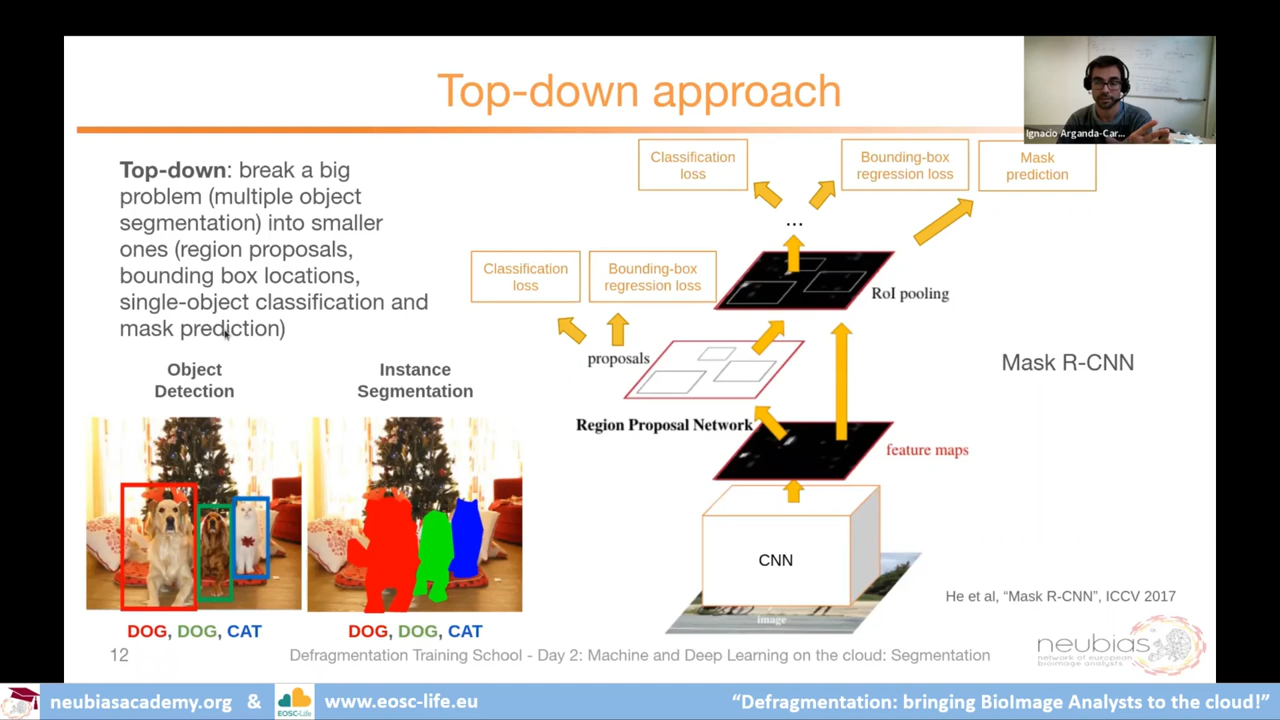 Top-down approach
Ignacio Arganda-Car...
Top-down: break a big
problem (multiple object
segmentation) into smaller
ones (region proposals,
bounding box locations,
single-object classification and
mask prediction)
Object
Detection
Instance
Segmentation
DOG, DOG, CAT
DOG, DOG, CAT
Classification
loss
Bounding-box
regression loss
Mask
prediction
...
Classification
loss
Bounding-box
regression loss
RoI pooling
proposals
Region Proposal Network
feature maps
CNN
image
Mask R-CNN
He et al, “Mask R-CNN”, ICCV 2017
neubias
network of european
bioimage analysts
12
Defragmentation Training School - Day 2: Machine and Deep Learning on the cloud: Segmentation
neubiasacademy.org & EOSC-Life www.eosc-life.eu “Defragmentation: bringing BioImage Analysts to the cloud!”